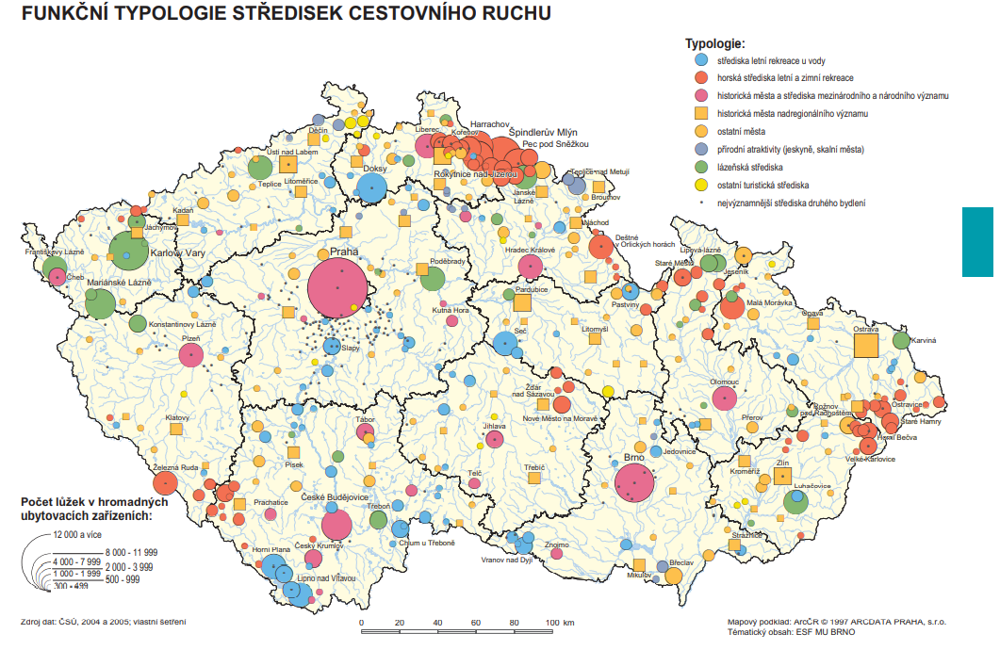 FUNKČNÍ TYPOLOGIE STŘEDISEK CESTOVNÍHO RUCHU
Typologie:
střediska letní rekreace u vody
horská střediska letní a zimní rekreace
historická města a střediska mezinárodního a národního významu
historická města nadregionálního významu
ostatní města
přírodní atraktivity (jeskyně, skalní města)
lázeňská střediska
ostatní turistická střediska
nejvýznamnější střediska druhého bydlení
Děčín
Liberec
Kořenov
Harrachov
Špindlerův Mlýn
Pec pod Sněžkou
Ústí nad Labem
Teplice
Litoměřice
Doksy
Rokytnice nad Jizerou
Janské
Lázně
Teplice nad Metují
Broumov
Kadaň
Jáchymov
Náchod
Deštné
v Orlických horách
Františkovy Lázně
Karlovy Vary
Praha
Cheb
Mariánské Lázně
Poděbrady
Hradec Králové
Lipová-lázně
Staré Město
Jeseník
Konstantinovy Lázně
Kutná Hora
Pardubice
Pastviny
Malá Morávka
Opava
Plzeň
Slapy
Seč
Litomyšl
Ostrava
Karviná
Žďár
nad Sázavou
Olomouc
Nové Město na Moravě
Rožnov
pod Radhoštěm
Ostravice
Staré Hamry
Klatovy
Tábor
Jihlava
Přerov
Horní Bečva
Velké Karlovice
Železná Ruda
Písek
Telč
Třebíč
Brno
Jedovnice
Kroměříž
Zlín
Luhačovice
Prachatice
České Budějovice
Třeboň
Počet lůžek v hromadných
ubytovacích zařízeních:
12 000 a více
8 000 - 11 999
4 000 - 7 999
2 000 - 3 999
1 000 - 1 999
500 - 999
300 - 499
Horní Planá
Český Krumlov
Chlum u Třeboně
Vranov nad Dyjí
Znojmo
Strážnice
Lipno nad Vltavou
Mikulov
Břeclav
Zdroj dat: ČSÚ, 2004 a 2005; vlastní šetření
0 20 40 60 80 100 km
Mapový podklad: ArcČR © 1997 ARCDATA PRAHA, s.r.o.
Tématický obsah: ESF MU BRNO